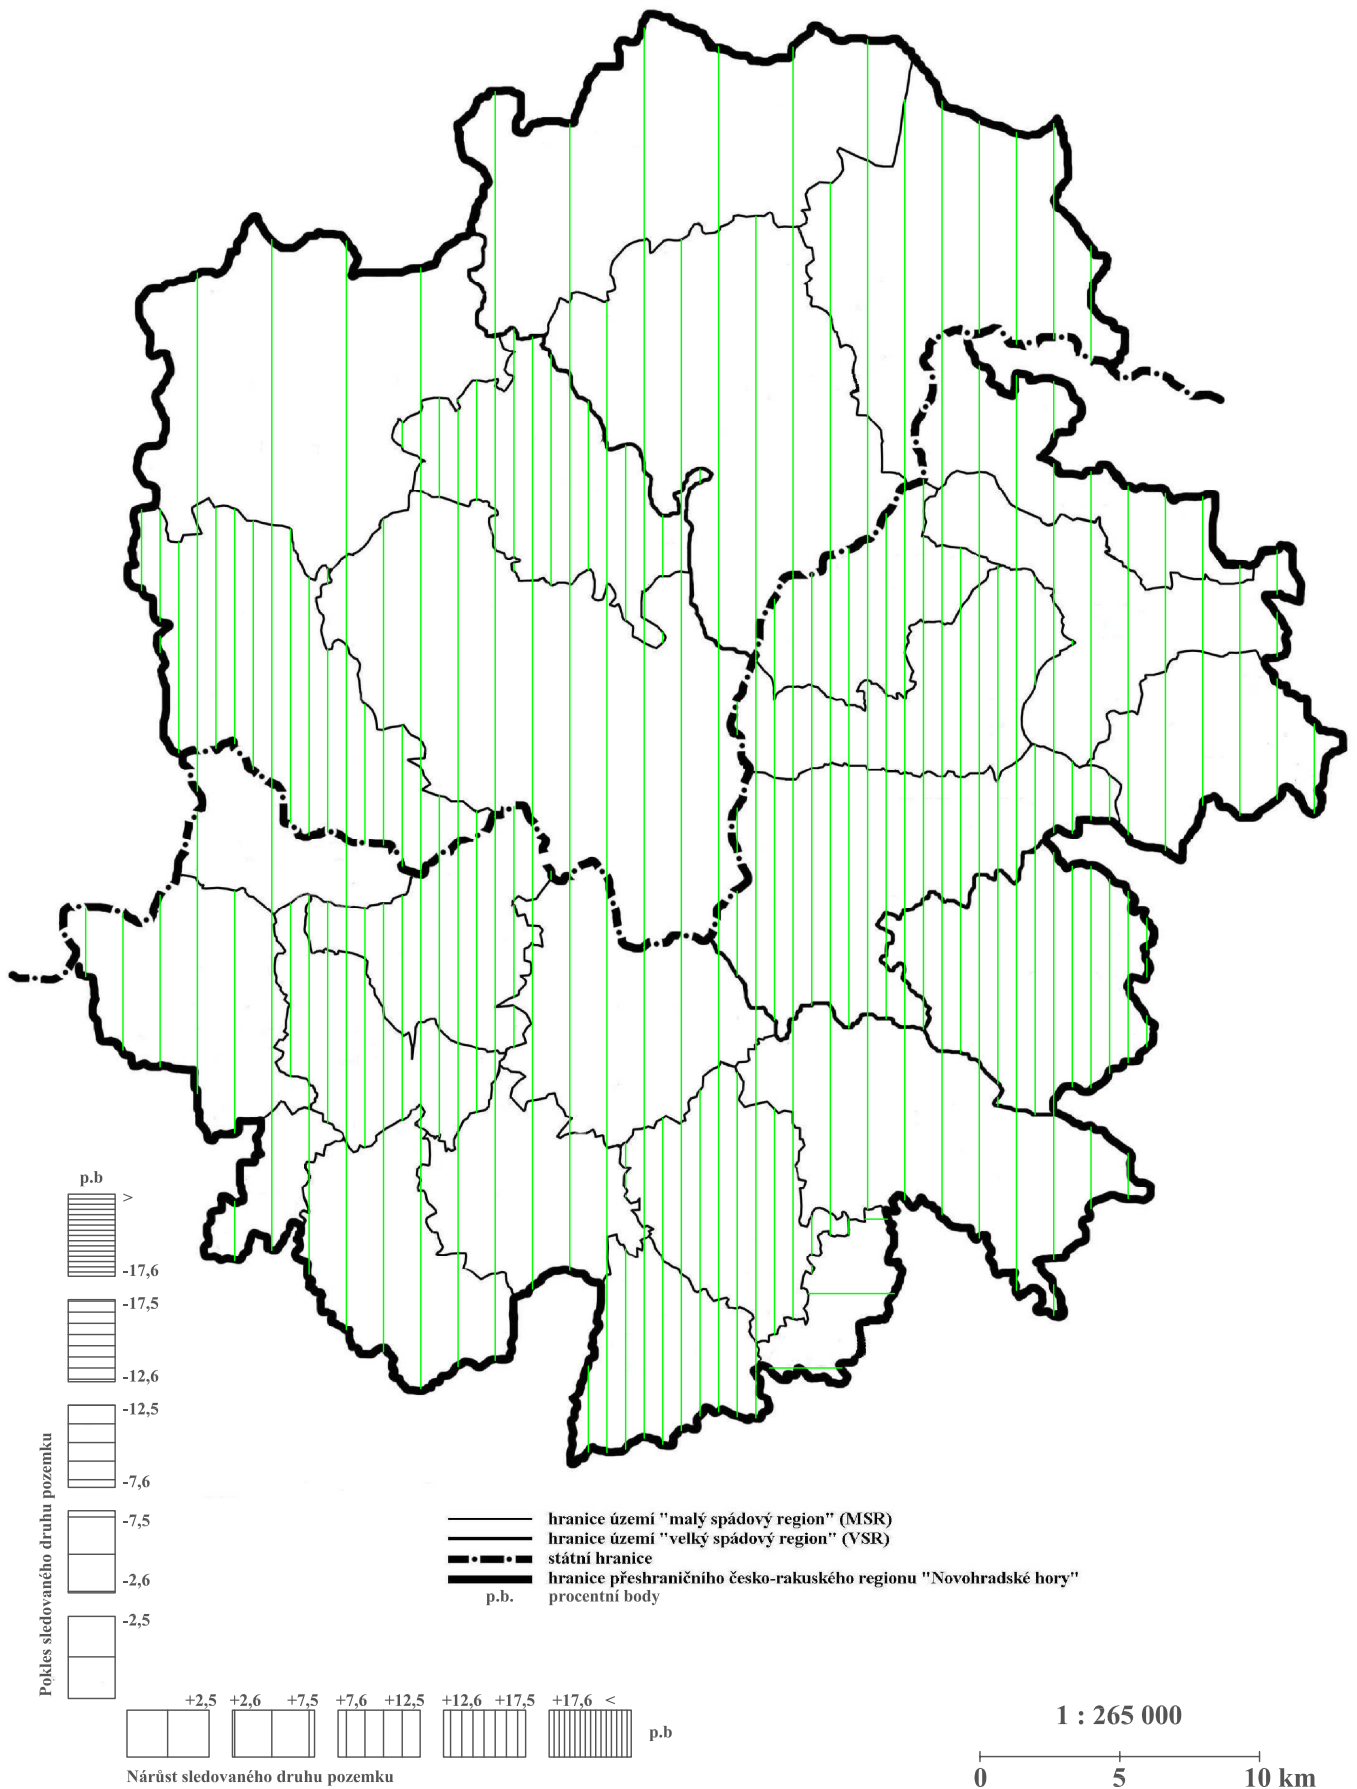 p.b
>
-17,6
-17,5
-12,6
-12,5
-7,6
-7,5
-2,6
-2,5
Pokles sledovaného druhu pozemku
hranice území "malý spádový region" (MSR)
hranice území "velký spádový region" (VSR)
státní hranice
hranice přeshraničního česko-rakuského regionu "Novohradské hory"
p.b. procentní body
+2,5 +2,6 +7,5 +7,6 +12,5 +12,6 +17,5 +17,6 <
p.b
Nárůst sledovaného druhu pozemku
1 : 265 000
0 5 10 km